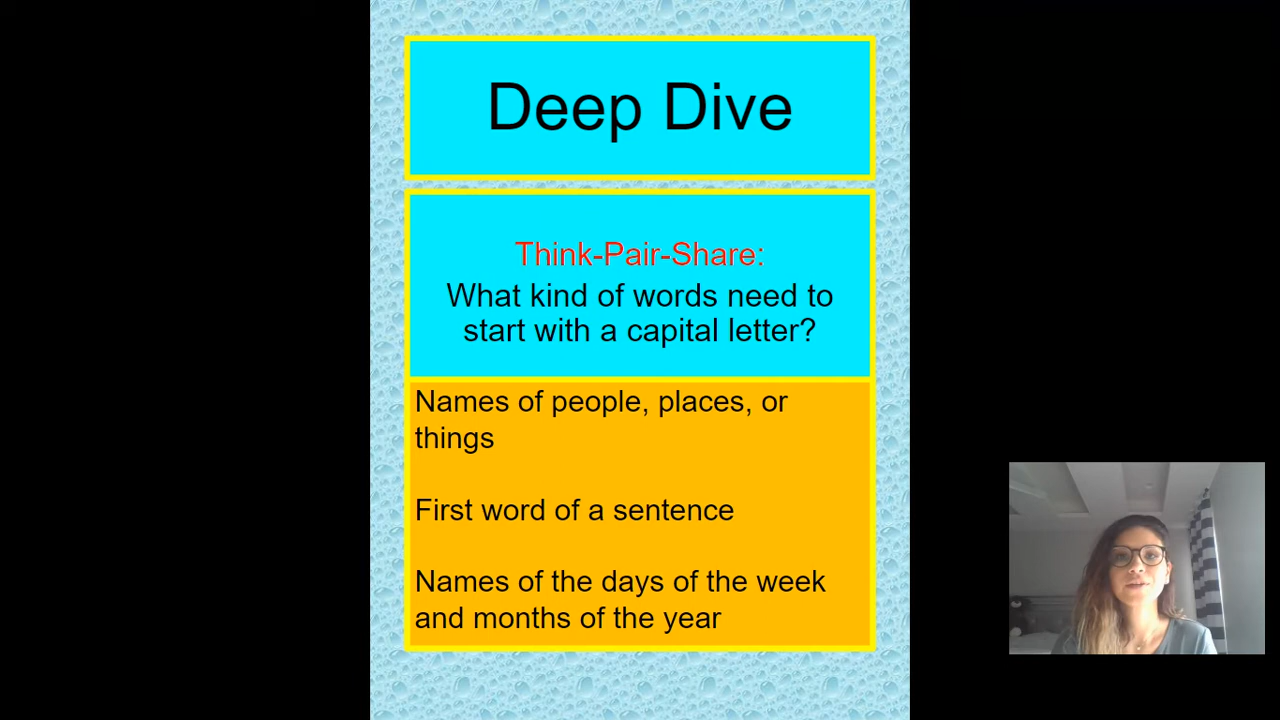 Deep Dive
Think-Pair-Share:
What kind of words need to
start with a capital letter?
Names of people, places, or
things
First word of a sentence
Names of the days of the week
and months of the year